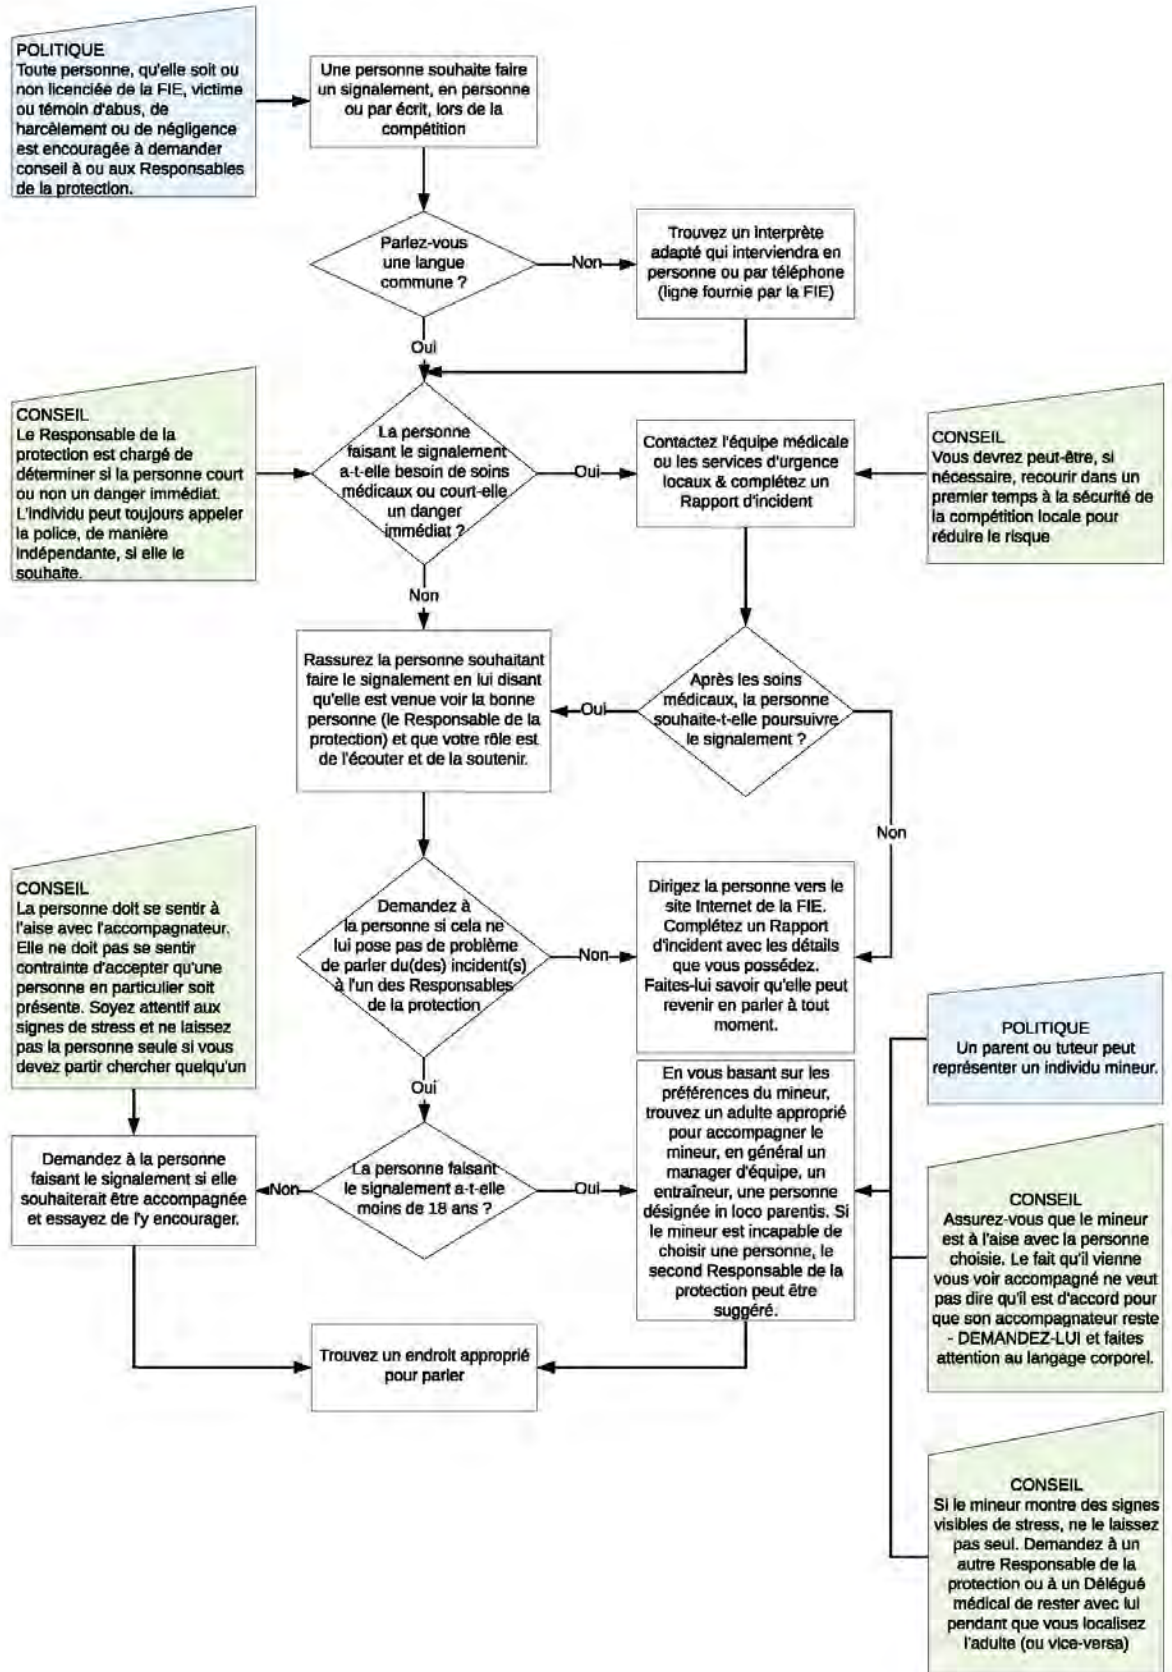 POLITIQUE
Toute personne, qu'elle soit ou
non licenciée de la FIE, victime
ou témoin d'abus, de
harcèlement ou de négligence
est encouragée à demander
conseil à ou aux Responsables
de la protection.
Une personne souhaite faire
un signalement, en personne
ou par écrit, lors de la
compétition
Parlez-vous
une langue
commune ?
Non
Trouvez un interprète
adapté qui interviendra en
personne ou par téléphone
(ligne fournie par la FIE)
Oui
CONSEIL
Le Responsable de la
protection est chargé de
déterminer si la personne court
ou non un danger immédiat.
L'individu peut toujours appeler
la police, de manière
indépendante, si elle le
souhaite.
La personne
faisant le signalement
a-t-elle besoin de soins
médicaux ou court-elle
un danger
immédiat ?
Oui
Contactez l'équipe médicale
ou les services d'urgence
locaux & complétez un
Rapport d'incident
CONSEIL
Vous devrez peut-être, si
nécessaire, recourir dans un
premier temps à la sécurité de
la compétition locale pour
réduire le risque
Non
Rassurez la personne souhaitant
faire le signalement en lui disant
qu'elle est venue voir la bonne
personne (le Responsable de la
protection) et que votre rôle est
de l'écouter et de la soutenir.
Oui
Après les soins
médicaux, la personne
souhaite-t-elle poursuivre
le signalement ?
Non
CONSEIL
La personne doit se sentir à
l'aise avec l'accompagnateur.
Elle ne doit pas se sentir
contrainte d'accepter qu'une
personne en particulier soit
présente. Soyez attentif aux
signes de stress et ne laissez
pas la personne seule si vous
devez partir chercher quelqu'un
Demandez à
la personne si cela ne
lui pose pas de problème
de parler du(des) incident(s)
à l'un des Responsables
de la protection
Non
Dirigez la personne vers le
site Internet de la FIE.
Complétez un Rapport
d'incident avec les détails
que vous possédez.
Faites-lui savoir qu'elle peut
revenir en parler à tout
moment.
Oui
POLITIQUE
Un parent ou tuteur peut
représenter un individu mineur.
Demandez à la personne
faisant le signalement si elle
souhaiterait être accompagnée
et essayez de l'y encourager.
Non
La personne faisant
le signalement a-t-elle
moins de 18 ans ?
Oui
En vous basant sur les
préférences du mineur,
trouvez un adulte approprié
pour accompagner le
mineur, en général un
manager d'équipe, un
entraîneur, une personne
désignée in loco parentis. Si
le mineur est incapable de
choisir une personne, le
second Responsable de la
protection peut être
suggéré.
CONSEIL
Assurez-vous que le mineur
est à l'aise avec la personne
choisie. Le fait qu'il vienne
vous voir accompagné ne veut
pas dire qu'il est d'accord pour
que son accompagnateur reste
- DEMANDEZ-LUI et faites
attention au langage corporel.
Trouvez un endroit approprié
pour parler
CONSEIL
Si le mineur montre des signes
visibles de stress, ne le laissez
pas seul. Demandez à un
autre Responsable de la
protection ou à un Délégué
médical de rester avec lui
pendant que vous localisez
l'adulte (ou vice-versa)